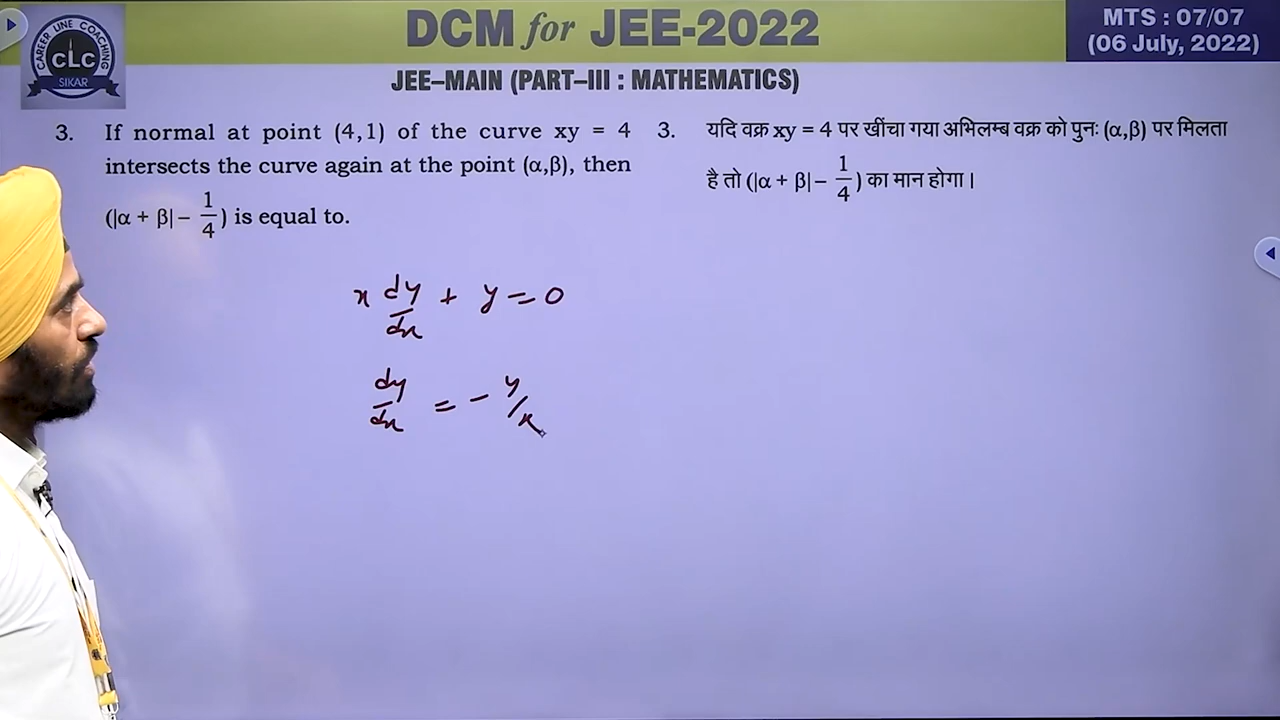 DCM for JEE-2022
MTS : 07/07
(06 July, 2022)
CAREER LINE COACHING
CLC
SIKAR
JEE–MAIN (PART–III : MATHEMATICS)
3. If normal at point (4,1) of the curve xy = 4
intersects the curve again at the point (α,β), then
(|α + β| – 1/4) is equal to.
3. यदि वक्र xy = 4 पर खींचा गया अभिलम्ब वक्र को पुनः (α,β) पर मिलता
है तो (|α + β| – 1/4) का मान होगा।
x dy/dx + y = 0
dy/dx = - y/x